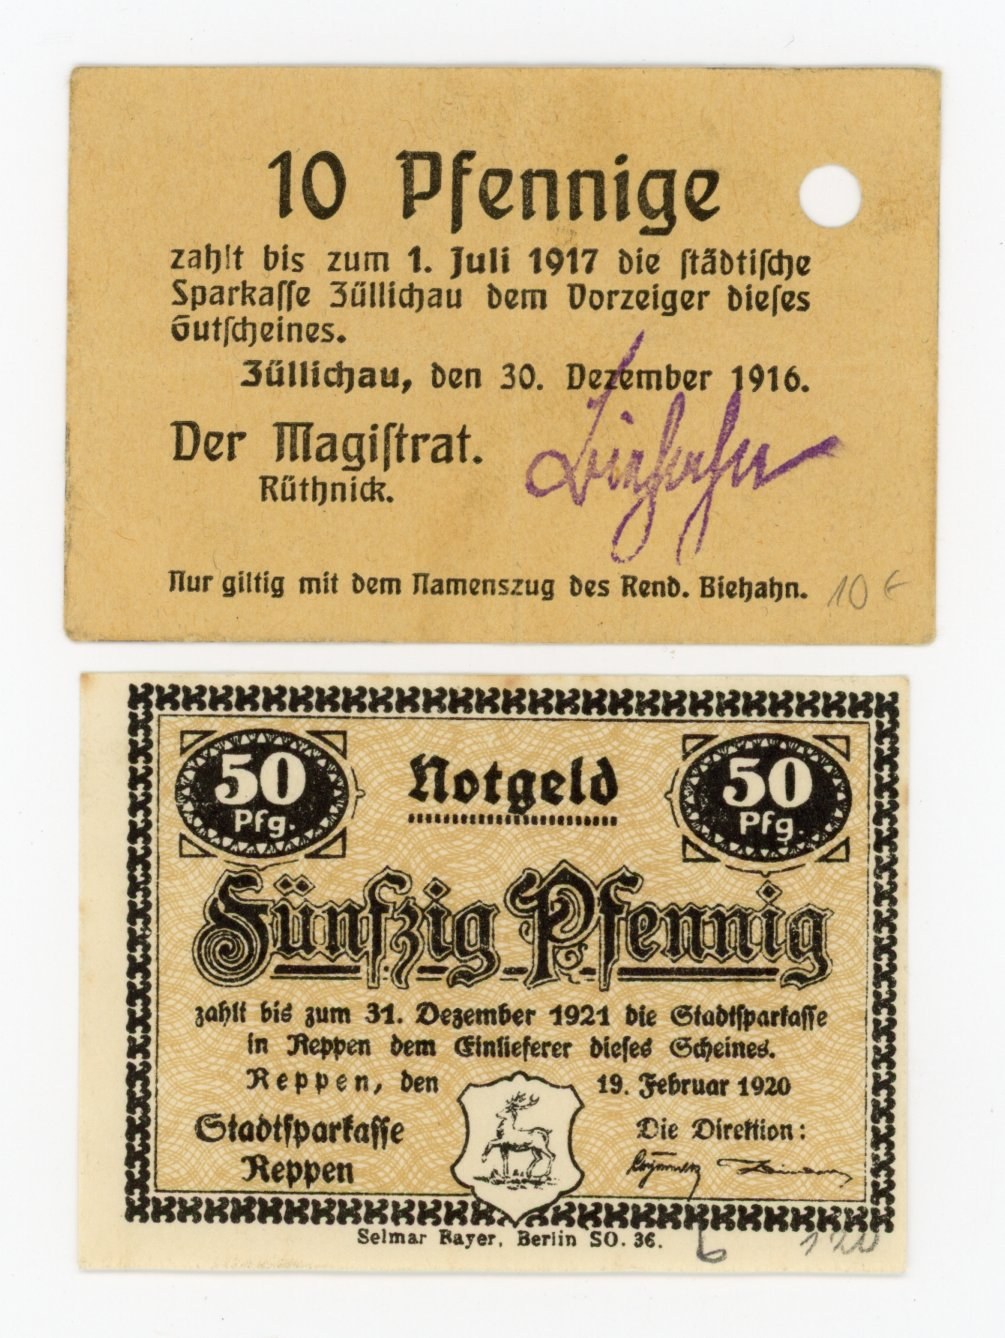 10 Pfennige
zahlt bis zum 1. Juli 1917 die städtische
Sparkasse Züllichau dem Vorzeiger dieses
Gutscheines.
Züllichau, den 30. Dezember 1916.
Der Magistrat.
Rüthnick.
Biehahn
Nur giltig mit dem Namenszug des Rend. Biehahn.
10 €
50 Pfg.
Notgeld
50 Pfg.
Fünfzig Pfennig
zahlt bis zum 31. Dezember 1921 die Stadtsparkasse
in Reppen dem Einlieferer dieses Scheines.
Reppen, den 19. Februar 1920
Stadtsparkasse
Reppen
Die Direktion:
Selmar Bayer, Berlin SO. 36.